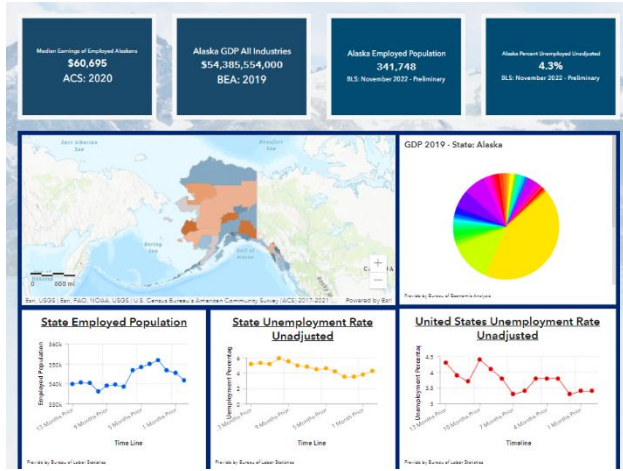 Median Earnings of Employed Alaskans
$60,695
ACS: 2020
Alaska GDP All Industries
$54,385,554,000
BEA: 2019
Alaska Employed Population
341,748
BLS: November 2022 - Preliminary
Alaska Percent Unemployed Unadjusted
4.3%
BLS: November 2022 - Preliminary
East Siberian
Sea
Beaufort
Sea
Bering
Sea
Gulf of
Alaska
+
−
0
600 mi
Esri, USGS | Esri, FAO, NOAA, USGS | U.S. Census Bureau's American Community Survey (ACS) 2017-2021
Powered by Esri
GDP 2019 - State: Alaska
Provide by Bureau of Economic Analysis
State Employed Population
Employed Population
360k
350k
340k
330k
13 Months Prior
9 Months Prior
5 Months Prior
1 Month Prior
Time Line
Provide by Bureau of Labor Statistics
State Unemployment Rate
Unadjusted
Unemployment Percentag
6
4
2
9 Months Prior
5 Months Prior
1 Month Prior
Time Line
Provide by Bureau of Labor Statistics
United States Unemployment Rate
Unadjusted
Unemployment Percentag
4.5
4
3.5
3
13 Months Prior
10 Months Prior
7 Months Prior
4 Months Prior
1 Months Prior
Timeline
Provide by Bureau of Labor Statistics